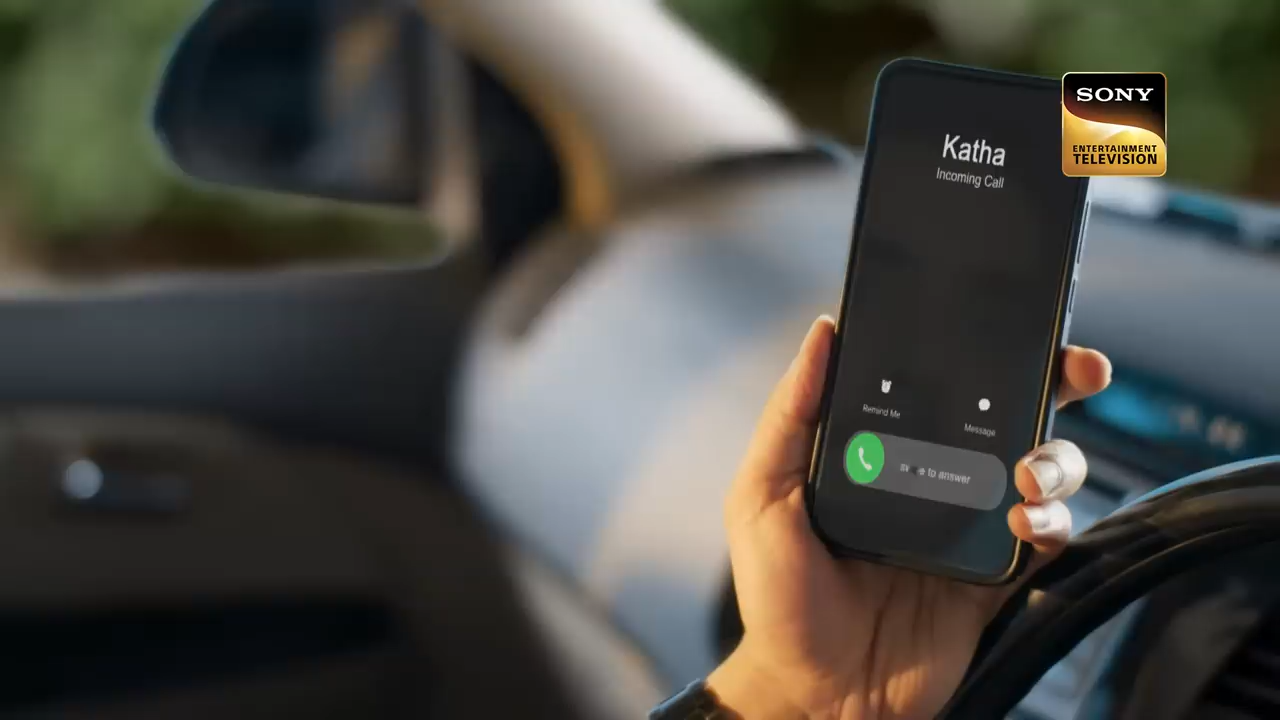 SONY
ENTERTAINMENT
TELEVISION
Katha
Incoming Call
Remind Me
Message
to answer